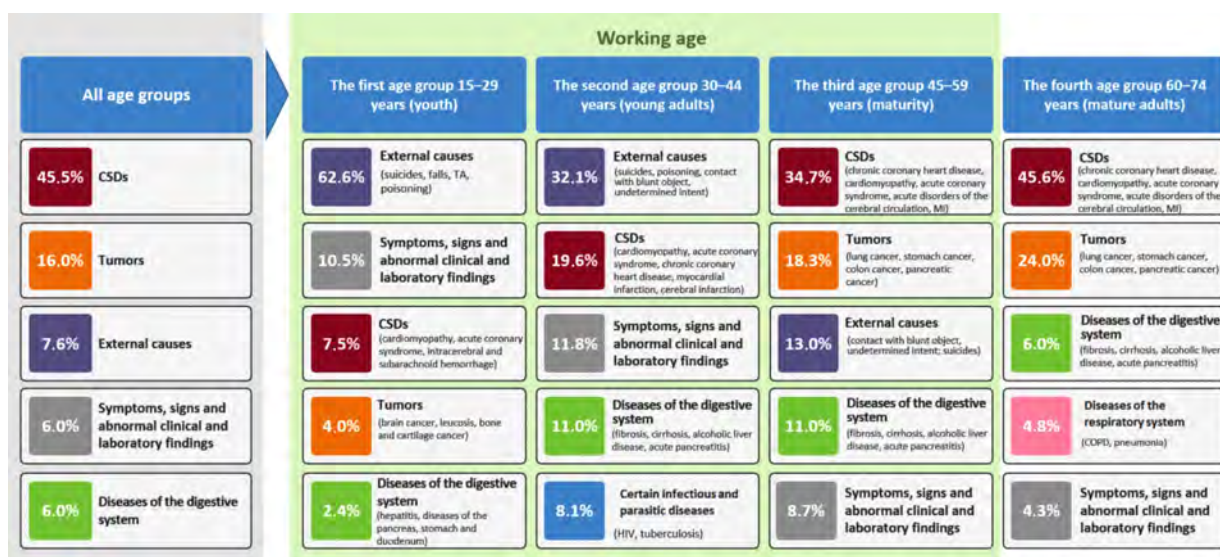 Working age
All age groups
The first age group 15–29
years (youth)
The second age group 30–44
years (young adults)
The third age group 45–59
years (maturity)
The fourth age group 60–74
years (mature adults)
45.5%
CSDs
62.6%
External causes
(suicides, falls, TA,
poisoning)
32.1%
External causes
(suicides, poisoning, contact
with blunt object,
undetermined intent)
34.7%
CSDs
(chronic coronary heart disease,
cardiomyopathy, acute coronary
syndrome, acute disorders of the
cerebral circulation, MI)
45.6%
CSDs
(chronic coronary heart disease,
cardiomyopathy, acute coronary
syndrome, acute disorders of the
cerebral circulation, MI)
16.0%
Tumors
10.5%
Symptoms, signs and
abnormal clinical and
laboratory findings
19.6%
CSDs
(cardiomyopathy, acute coronary
syndrome, chronic coronary
heart disease, myocardial
infarction, cerebral infarction)
18.3%
Tumors
(lung cancer, stomach cancer,
colon cancer, pancreatic
cancer)
24.0%
Tumors
(lung cancer, stomach cancer,
colon cancer, pancreatic cancer)
7.6%
External causes
7.5%
CSDs
(cardiomyopathy, acute coronary
syndrome, intracerebral and
subarachnoid hemorrhage)
11.8%
Symptoms, signs and
abnormal clinical and
laboratory findings
13.0%
External causes
(contact with blunt object,
undetermined intent; suicides)
6.0%
Diseases of the digestive
system
(fibrosis, cirrhosis, alcoholic liver
disease, acute pancreatitis)
6.0%
Symptoms, signs and
abnormal clinical and
laboratory findings
4.0%
Tumors
(brain cancer, leucosis, bone
and cartilage cancer)
11.0%
Diseases of the digestive
system
(fibrosis, cirrhosis, alcoholic liver
disease, acute pancreatitis)
11.0%
Diseases of the digestive
system
(fibrosis, cirrhosis, alcoholic liver
disease, acute pancreatitis)
4.8%
Diseases of the
respiratory system
(COPD, pneumonia)
6.0%
Diseases of the digestive
system
2.4%
Diseases of the digestive
system
(hepatitis, diseases of the
pancreas, stomach and
duodenum)
8.1%
Certain infectious and
parasitic diseases
(HIV, tuberculosis)
8.7%
Symptoms, signs and
abnormal clinical and
laboratory findings
4.3%
Symptoms, signs and
abnormal clinical and
laboratory findings